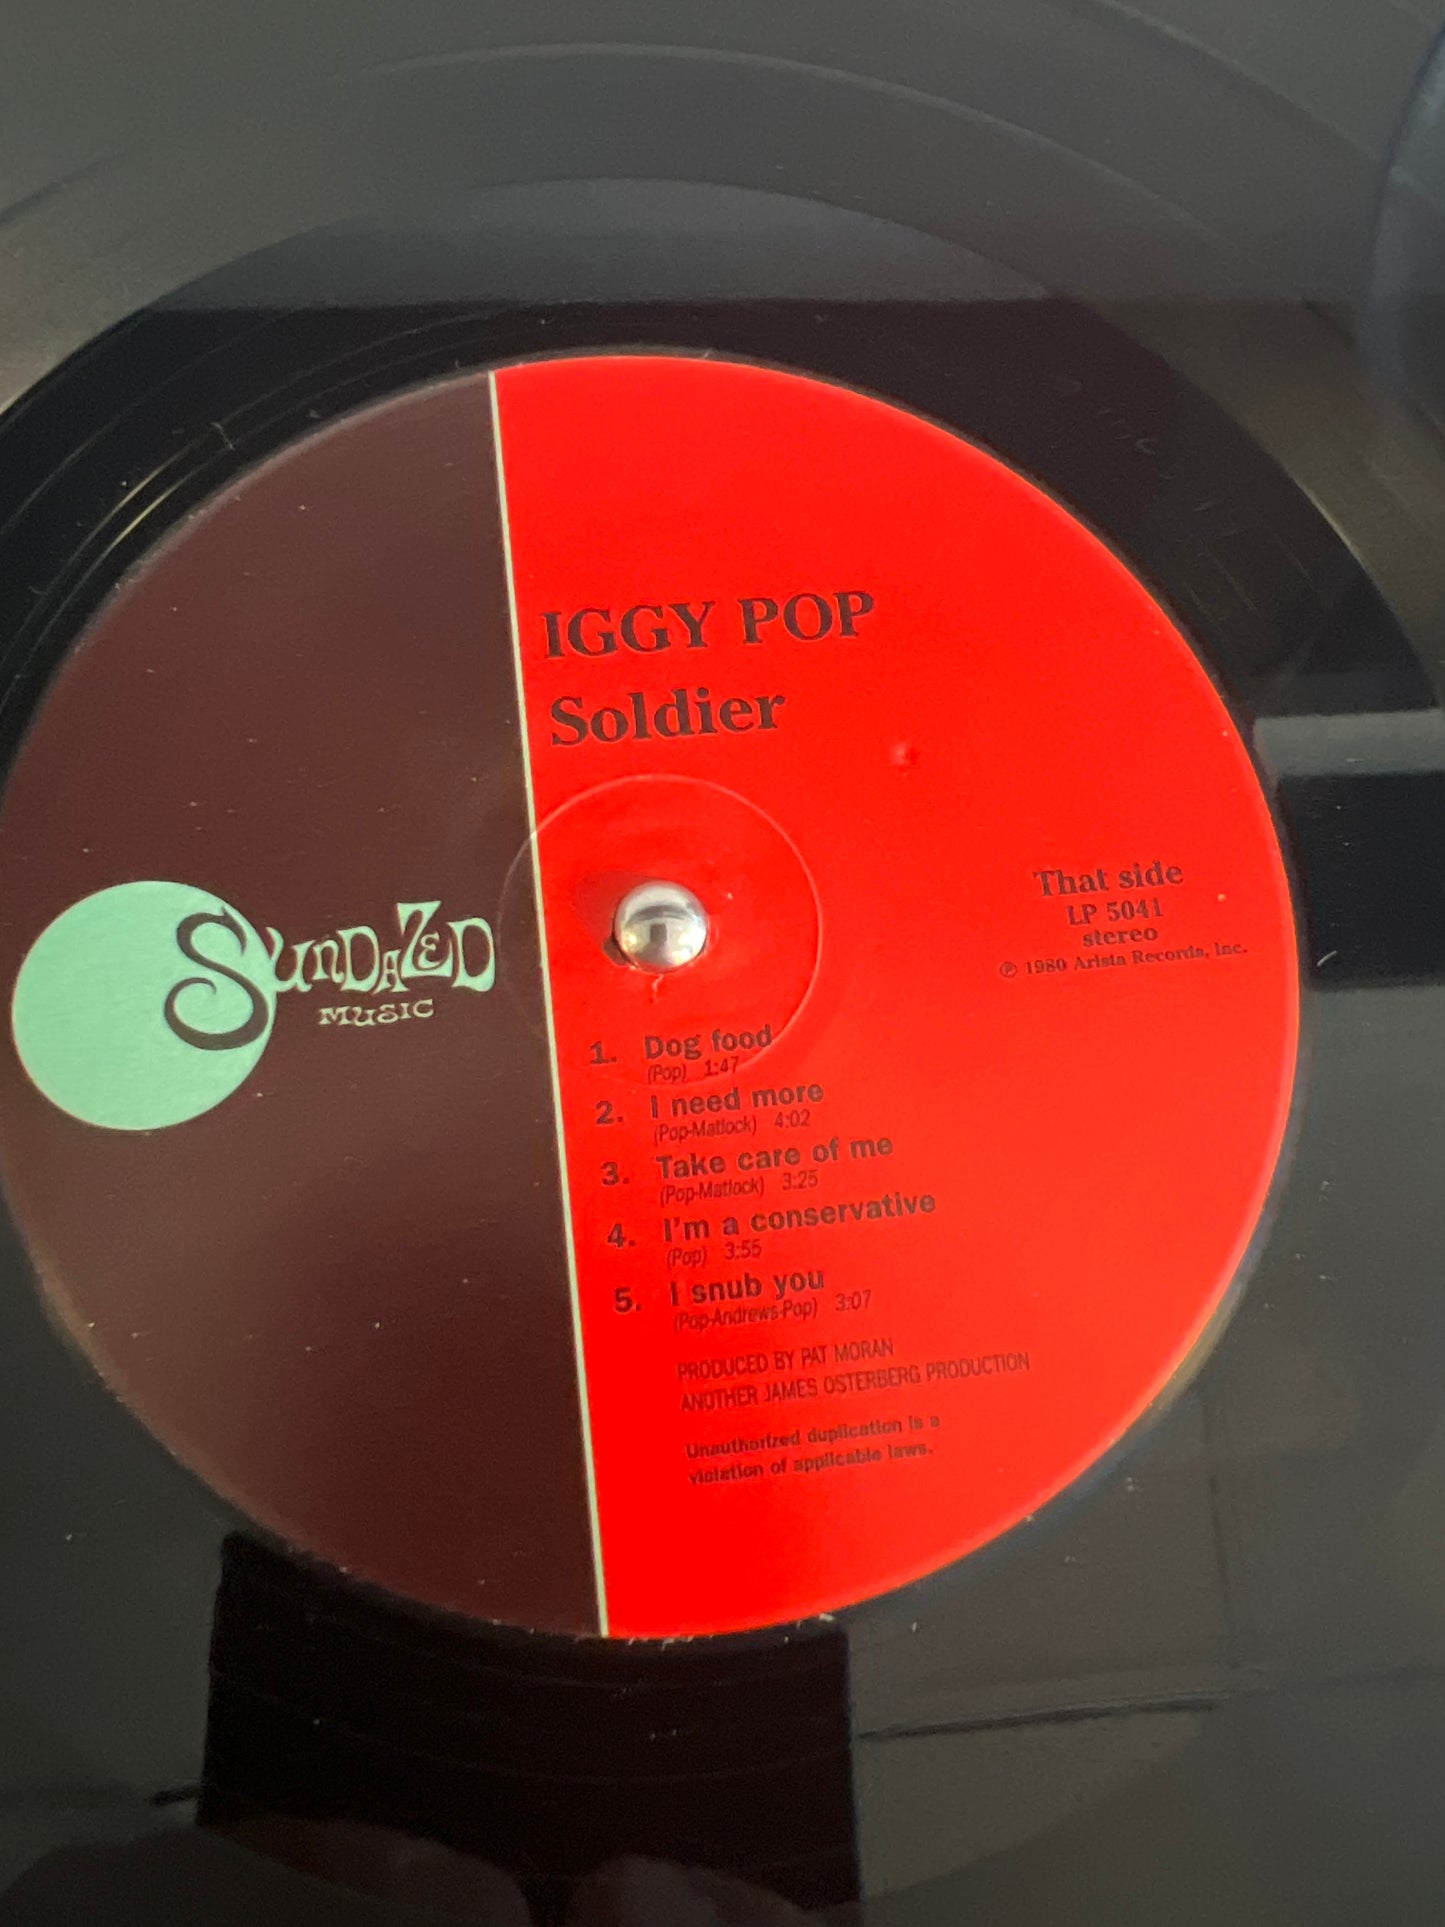 IGGY POP
Soldier
SUNDAZED
MUSIC
That side
LP 5041
stereo
℗ 1980 Arista Records, Inc.
1. Dog food
(Pop) 1:47
2. I need more
(Pop-Matlock) 4:02
3. Take care of me
(Pop-Matlock) 3:25
4. I'm a conservative
(Pop) 3:55
5. I snub you
(Pop-Andrews-Pop) 3:07
PRODUCED BY PAT MORAN
ANOTHER JAMES OSTERBERG PRODUCTION
Unauthorized duplication is a
violation of applicable laws.